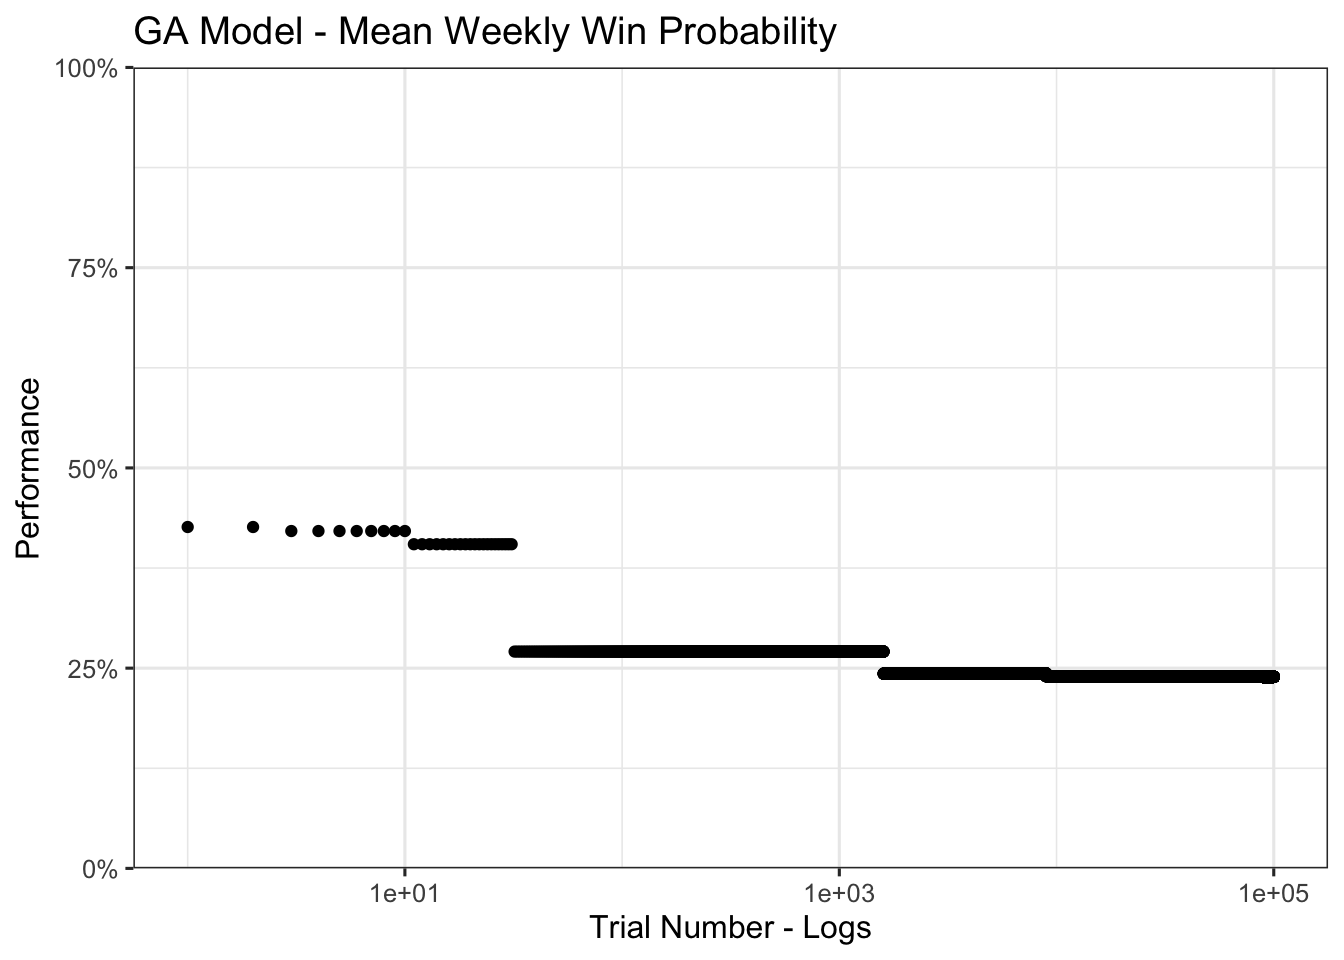 GA Model - Mean Weekly Win Probability
100%
75%
50%
25%
0%
Performance
1e+01
1e+03
1e+05
Trial Number - Logs